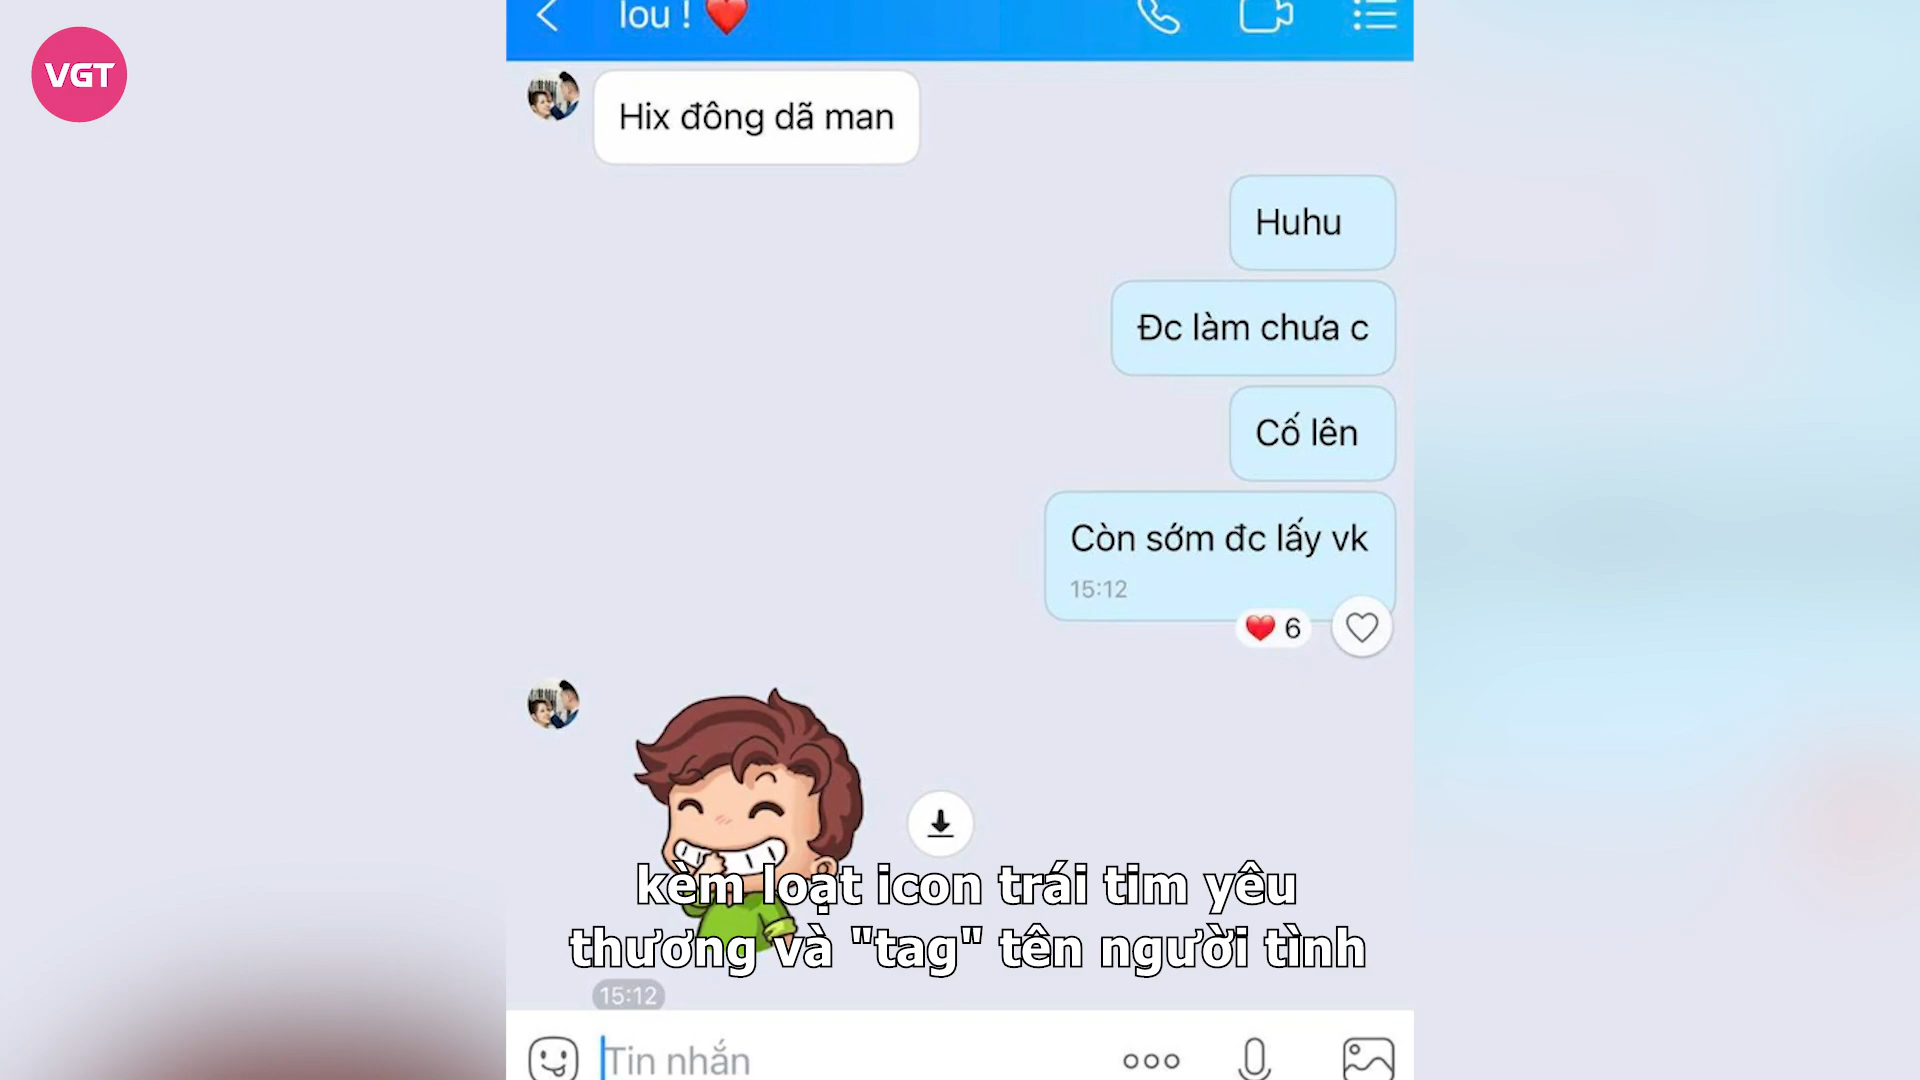 VGT
lou ! ❤️
Hix đông dã man
Huhu
Đc làm chưa c
Cố lên
Còn sớm đc lấy vk
15:12
❤️ 6
kèm loạt icon trái tim yêu
thương và "tag" tên người tình
15:12
Tin nhắn